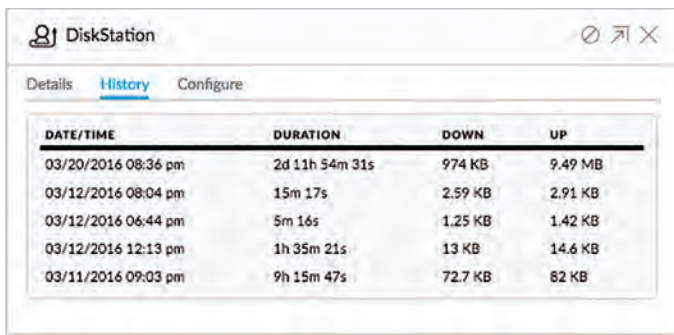 DiskStation
Details History Configure
DATE/TIME DURATION DOWN UP
03/20/2016 08:36 pm 2d 11h 54m 31s 974 KB 9.49 MB
03/12/2016 08:04 pm 15m 17s 2.59 KB 2.91 KB
03/12/2016 06:44 pm 5m 16s 1.25 KB 1.42 KB
03/12/2016 12:13 pm 1h 35m 21s 13 KB 14.6 KB
03/11/2016 09:03 pm 9h 15m 47s 72.7 KB 82 KB